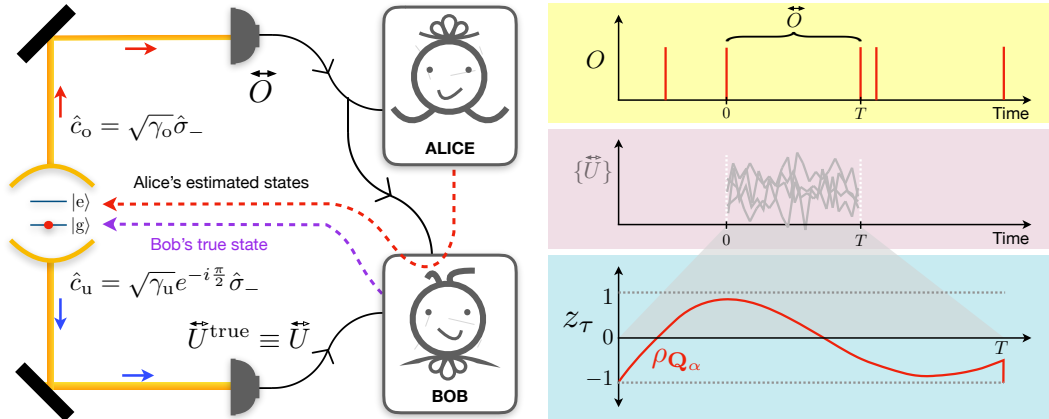 O⃡
ĉ_o = √γ_o σ̂_−
ALICE
|e⟩
|g⟩
Alice's estimated states
Bob's true state
ĉ_u = √γ_u e^{−i π/2} σ̂_−
U⃡^true ≡ U⃡
BOB
O⃡
O
0
T
Time
{U⃡}
0
T
Time
1
z_τ
0
T
ρ_{Q_α}
−1
Time